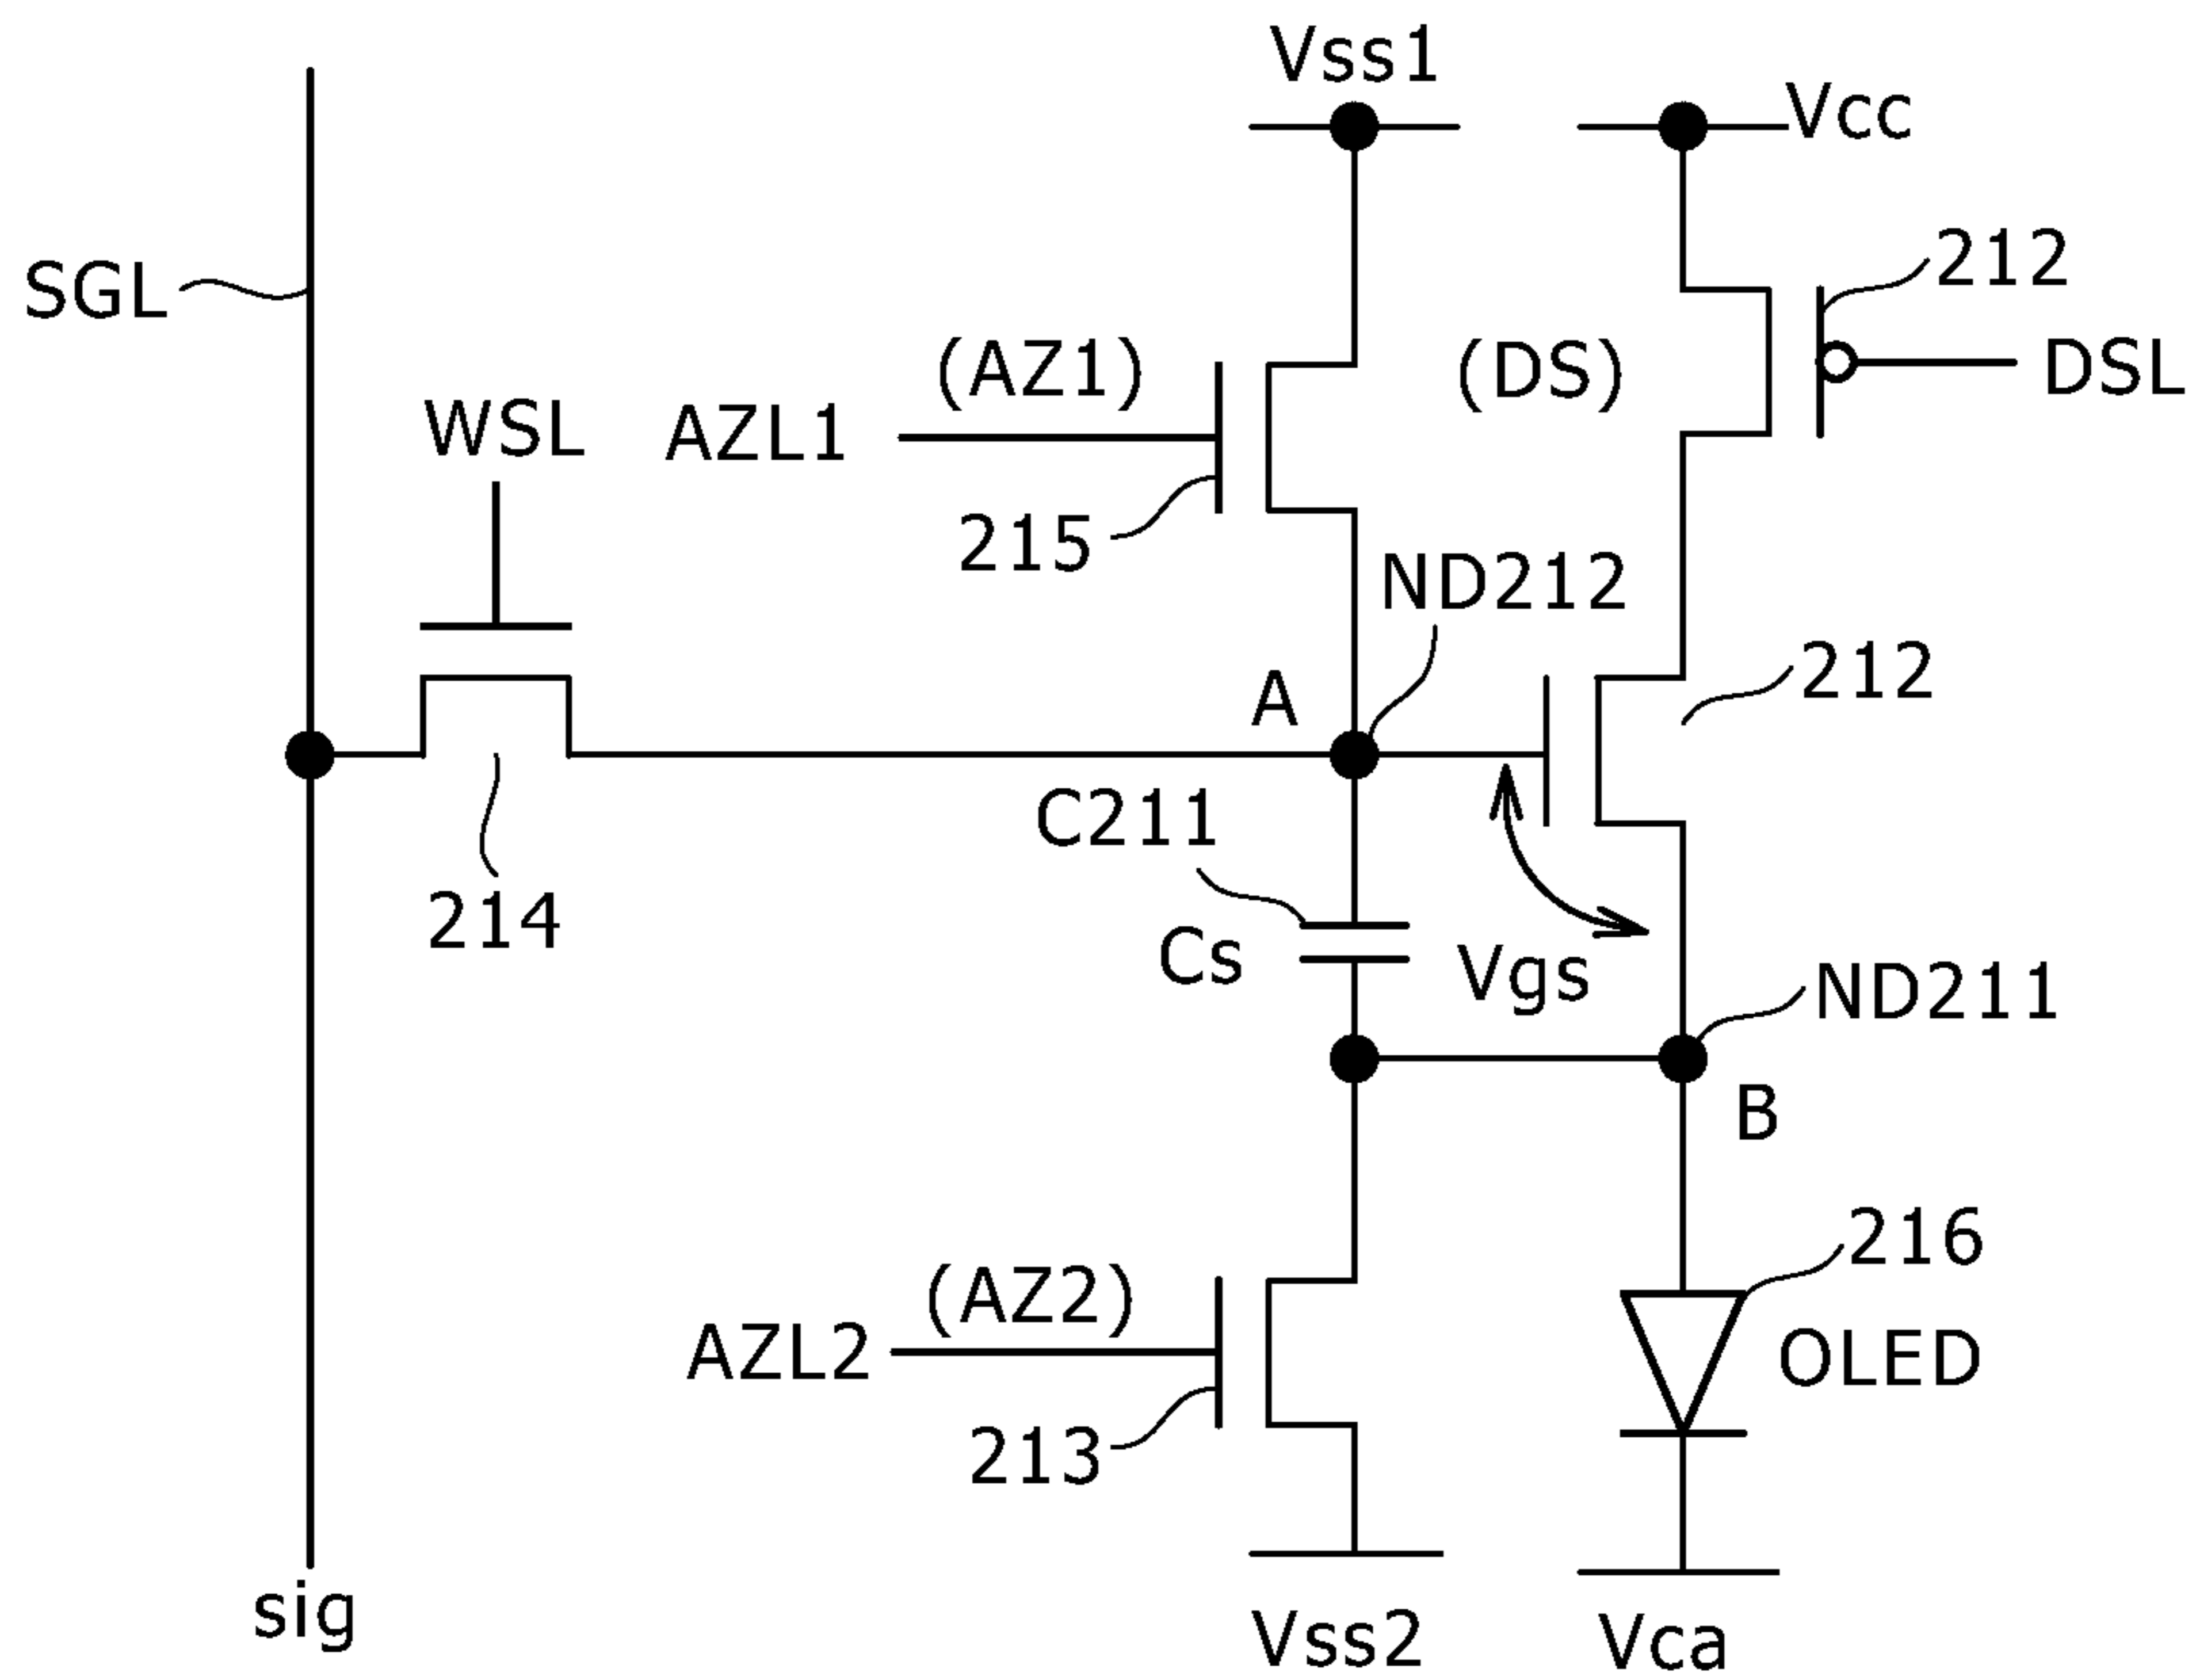 Vss1
Vcc
SGL
212
(AZ1)
(DS)
DSL
WSL
AZL1
215
ND212
A
212
C211
214
Cs
Vgs
ND211
B
(AZ2)
216
AZL2
OLED
213
sig
Vss2
Vca